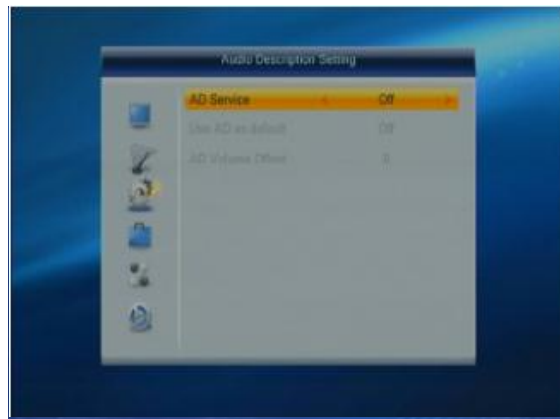 Audio Description Setting
AD Service Off
Use AD as default Off
AD Volume Offset